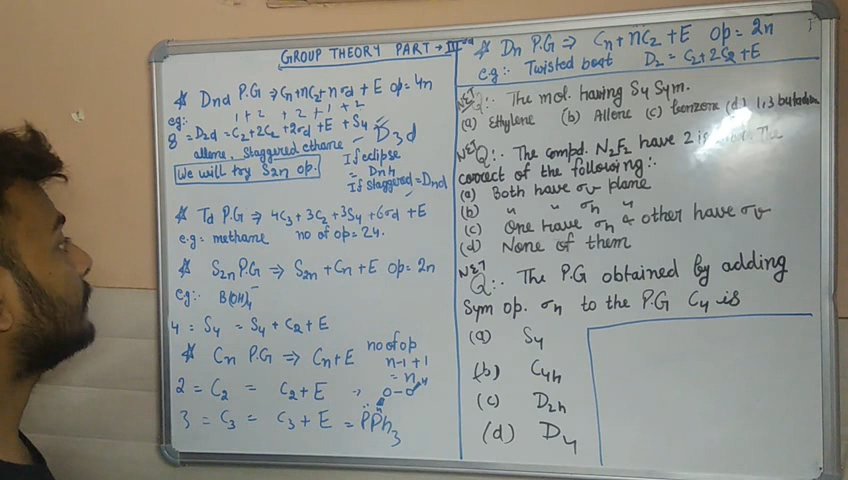 GROUP THEORY PART → III
* Dnd P.G ⇒ Cn+nC2+nσd+E op=4n
1+2+2+1+2
eg:
8=D2d=C2+2C2+2σd+E+S4
allene, Staggered ethane – D3d
We will try S2n op.
If eclipse
= Dnh
If staggered=Dnd
* Td P.G ⇒ 4C3+3C2+3S4+6σd+E
e.g= methane no of op=24.
* S2n P.G ⇒ S2n+Cn+E op=2n
eg:- B(OH)4⁻
4 = S4 = S4+C2+E
* Cn P.G ⇒ Cn+E
no of op
n-1+1
= n
2 = C2 = C2+E
O-O
H
3 = C3 = C3+E = PPh3
* Dn P.G ⇒ Cn+nC2+E op=2n
e.g:- Twisted boat D2=C2+2C2+E
NET
Q:- The mol. having S4 Sym.
(a) Ethylene (b) Allene (c) benzene (d) 1,3 butadiene
NET
Q:- The compd. N2F2 have 2 The
correct of the following:-
(a) Both have σv plane
(b) " " σh "
(c) One have σh & other have σv
(d) None of them
NET
Q:- The P.G obtained by adding
Sym op. σh to the P.G C4 is
(a) S4
(b) C4h
(c) D2h
(d) D4